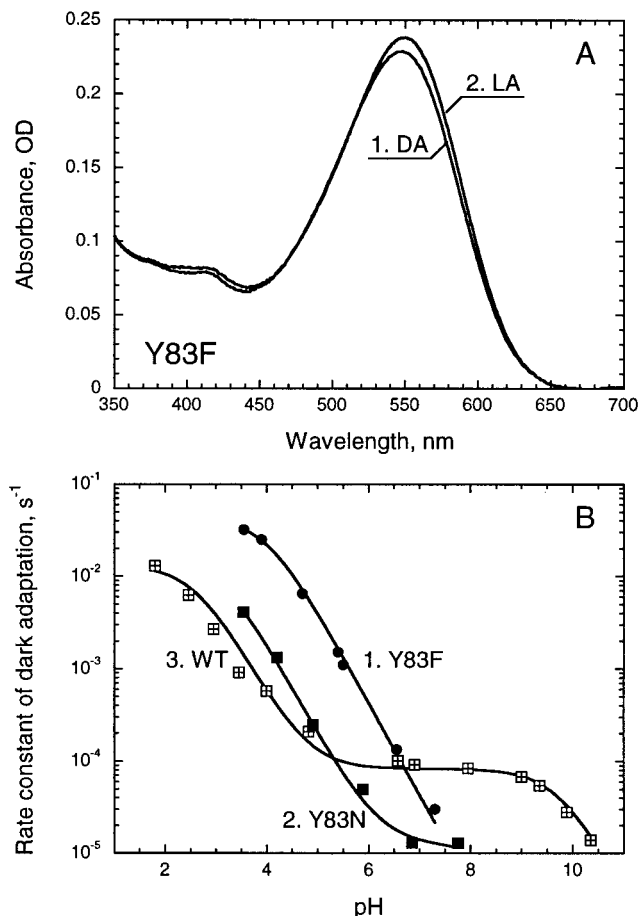 A
0.25
0.2
0.15
0.1
0.05
0
Absorbance, OD
2. LA
1. DA
Y83F
350 400 450 500 550 600 650 700
Wavelength, nm
B
10⁻¹
10⁻²
10⁻³
10⁻⁴
10⁻⁵
Rate constant of dark adaptation, s⁻¹
1. Y83F
3. WT
2. Y83N
2 4 6 8 10
pH